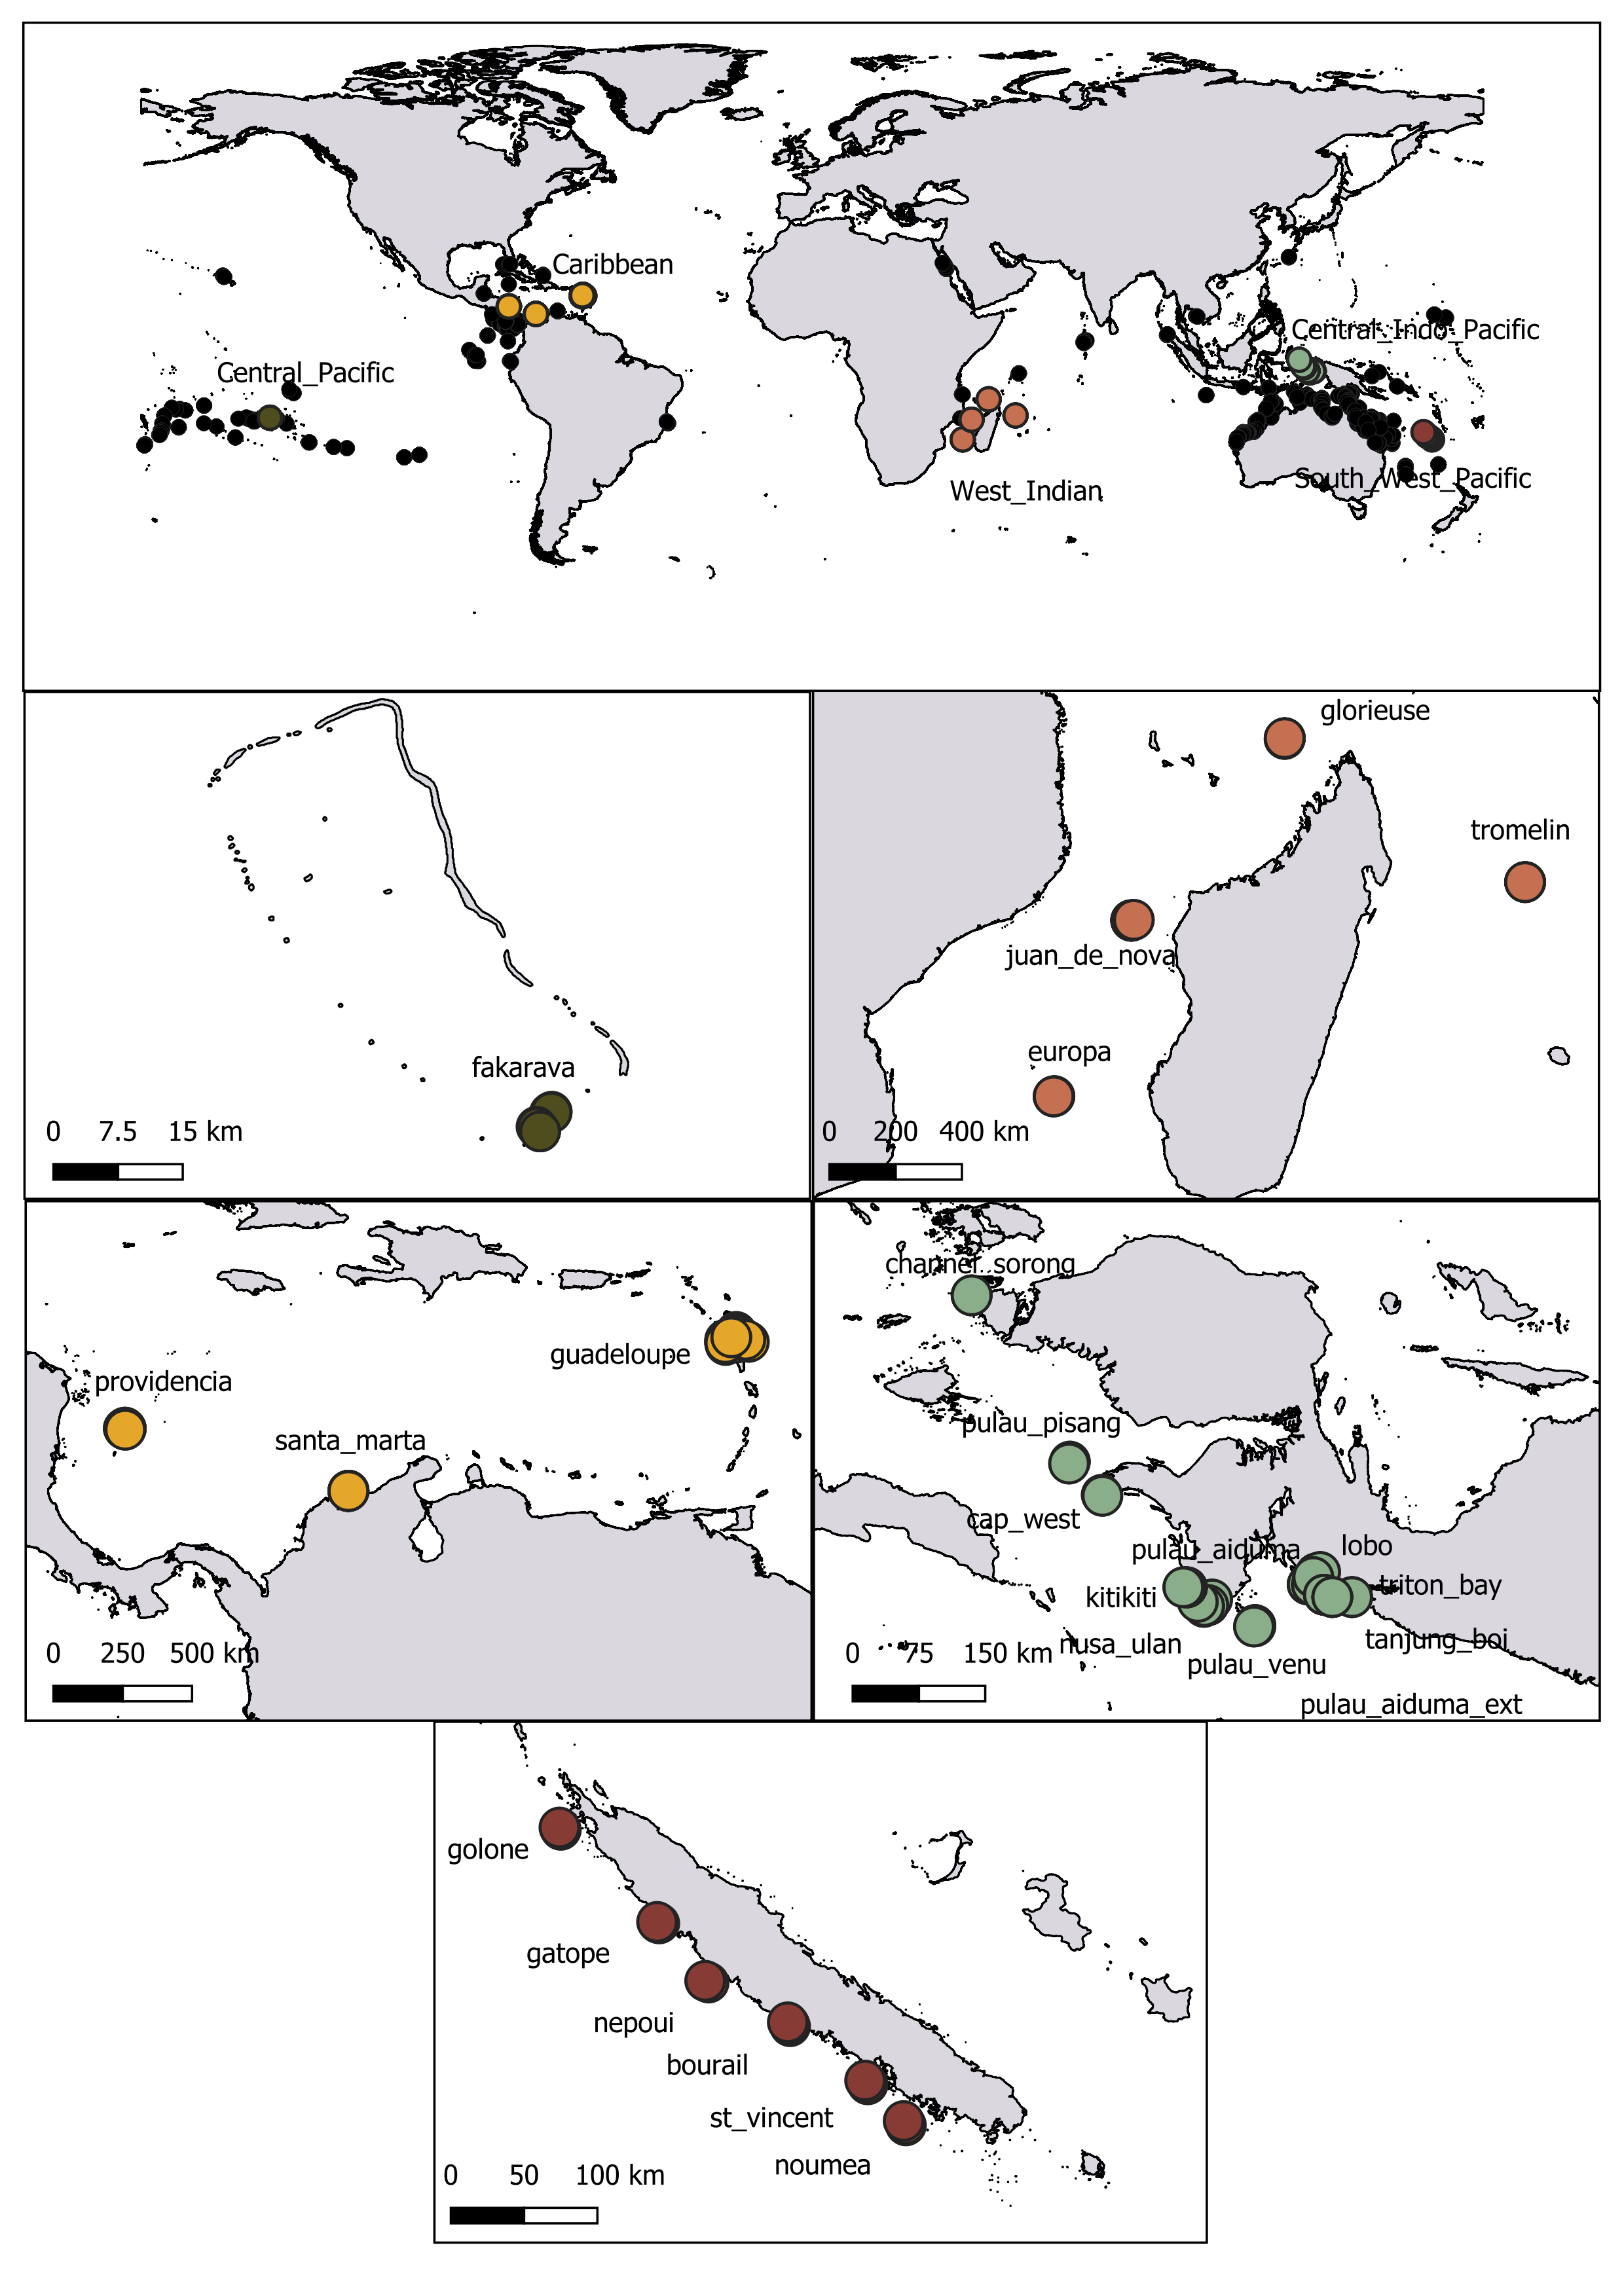 Caribbean
Central_Indo_Pacific
Central_Pacific
South_West_Pacific
West_Indian
glorieuse
tromelin
juan_de_nova
europa
fakarava
0 7.5 15 km
0 200 400 km
channel_sorong
guadeloupe
providencia
pulau_pisang
santa_marta
cap_west
pulau_aiduma
lobo
kitikiti
triton_bay
nusa_ulan
tanjung_boi
pulau_venu
0 250 500 km
0 75 150 km
pulau_aiduma_ext
golone
gatope
nepoui
bourail
st_vincent
noumea
0 50 100 km